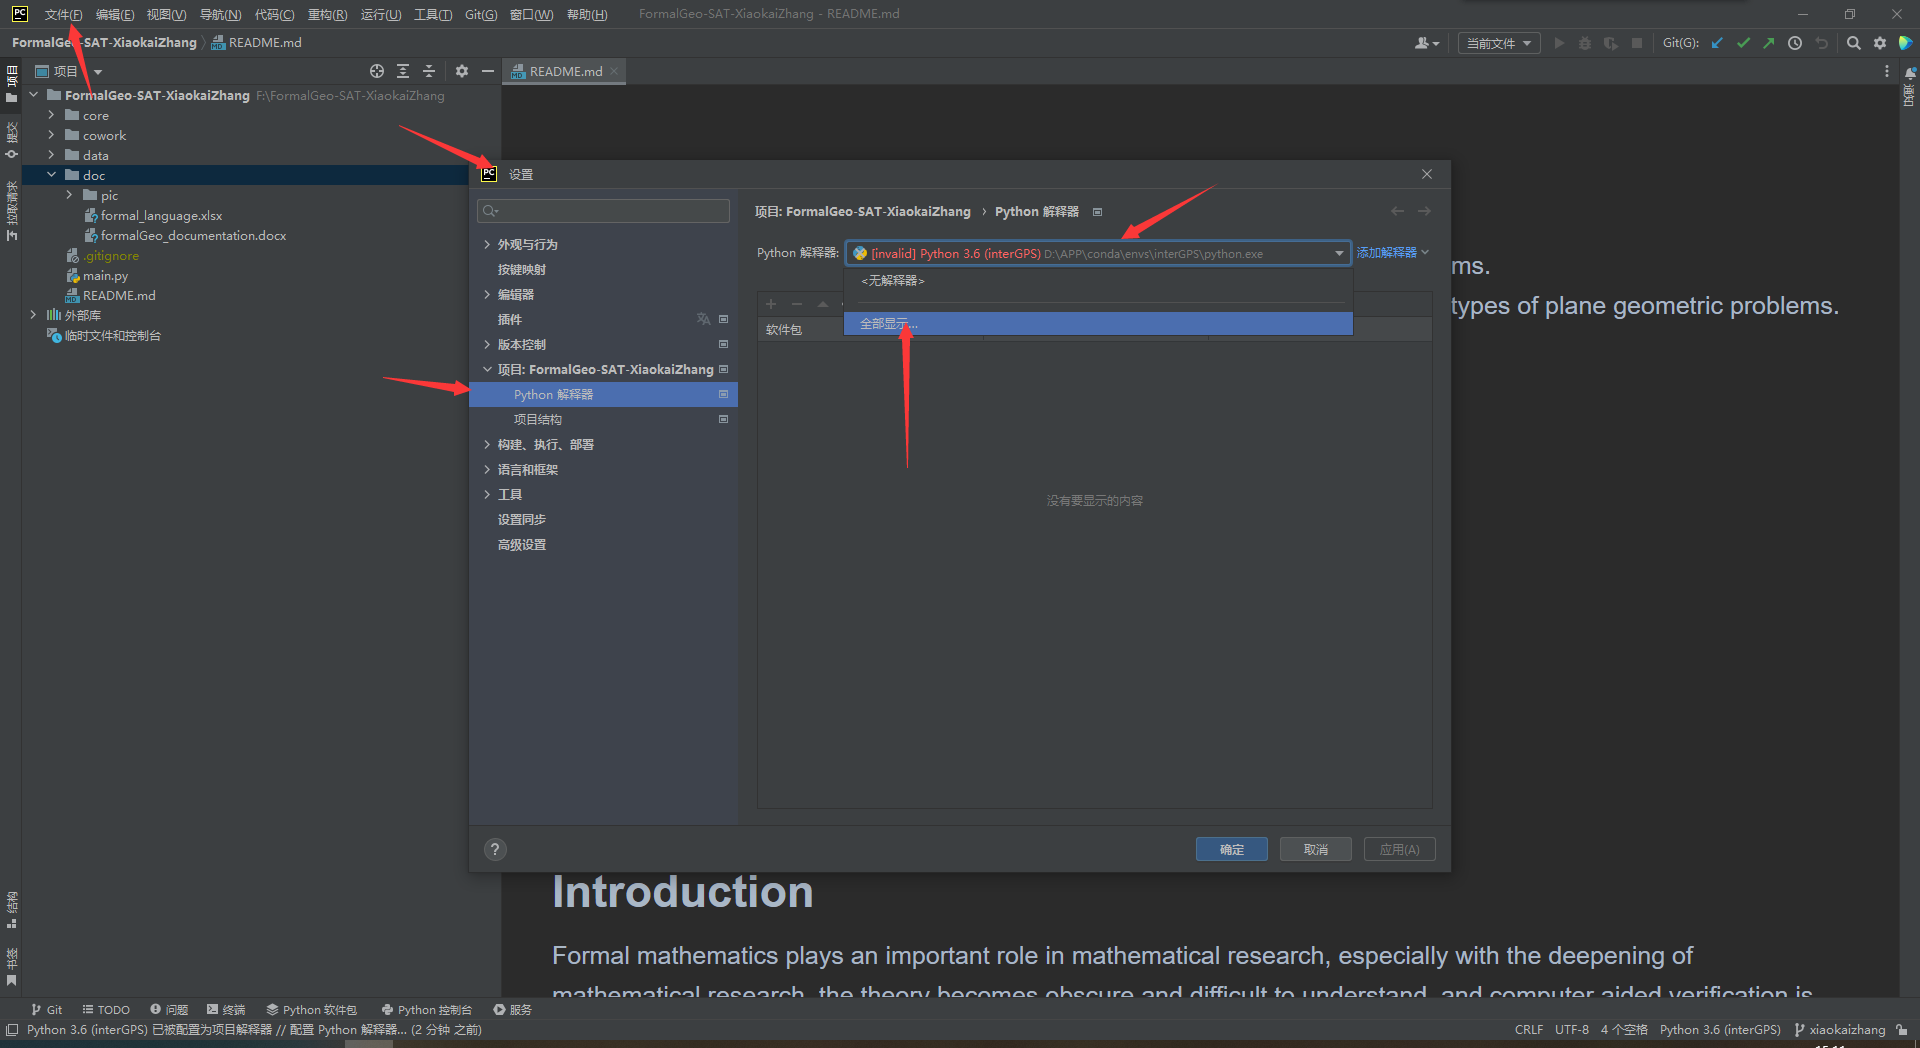 文件(F) 编辑(E) 视图(V) 导航(N) 代码(C) 重构(R) 运行(U) 工具(T) Git(G) 窗口(W) 帮助(H) FormalGeo-SAT-XiaokaiZhang - README.md
FormalGeo-SAT-XiaokaiZhang README.md 当前文件 Git(G):
项目 README.md
FormalGeo-SAT-XiaokaiZhang F:\FormalGeo-SAT-XiaokaiZhang
core
cowork
data
doc
pic
formal_language.xlsx
formalGeo_documentation.docx
.gitignore
main.py
README.md
外部库
临时文件和控制台
项目
提交
拉取请求
结构
书签
通知
设置
外观与行为
按键映射
编辑器
插件
版本控制
项目: FormalGeo-SAT-XiaokaiZhang
Python 解释器
项目结构
构建、执行、部署
语言和框架
工具
设置同步
高级设置
项目: FormalGeo-SAT-XiaokaiZhang › Python 解释器
Python 解释器: [invalid] Python 3.6 (interGPS) D:\APP\conda\envs\interGPS\python.exe 添加解释器
<无解释器>
全部显示...
软件包
没有要显示的内容
? 确定 取消 应用(A)
ms.
types of plane geometric problems.
Introduction
Formal mathematics plays an important role in mathematical research, especially with the deepening of
mathematical research, the theory becomes obscure and difficult to understand, and computer aided verification is
Git TODO 问题 终端 Python 软件包 Python 控制台 服务
Python 3.6 (interGPS) 已被配置为项目解释器 // 配置 Python 解释器... (2 分钟 之前) CRLF UTF-8 4 个空格 Python 3.6 (interGPS) xiaokaizhang